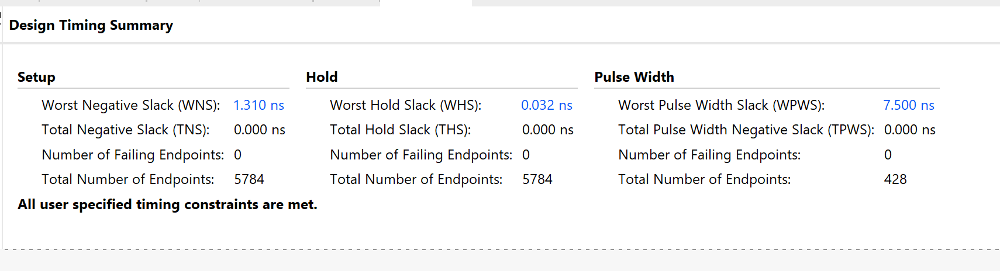 Design Timing Summary
Setup
Worst Negative Slack (WNS): 1.310 ns
Total Negative Slack (TNS): 0.000 ns
Number of Failing Endpoints: 0
Total Number of Endpoints: 5784
Hold
Worst Hold Slack (WHS): 0.032 ns
Total Hold Slack (THS): 0.000 ns
Number of Failing Endpoints: 0
Total Number of Endpoints: 5784
Pulse Width
Worst Pulse Width Slack (WPWS): 7.500 ns
Total Pulse Width Negative Slack (TPWS): 0.000 ns
Number of Failing Endpoints: 0
Total Number of Endpoints: 428
All user specified timing constraints are met.